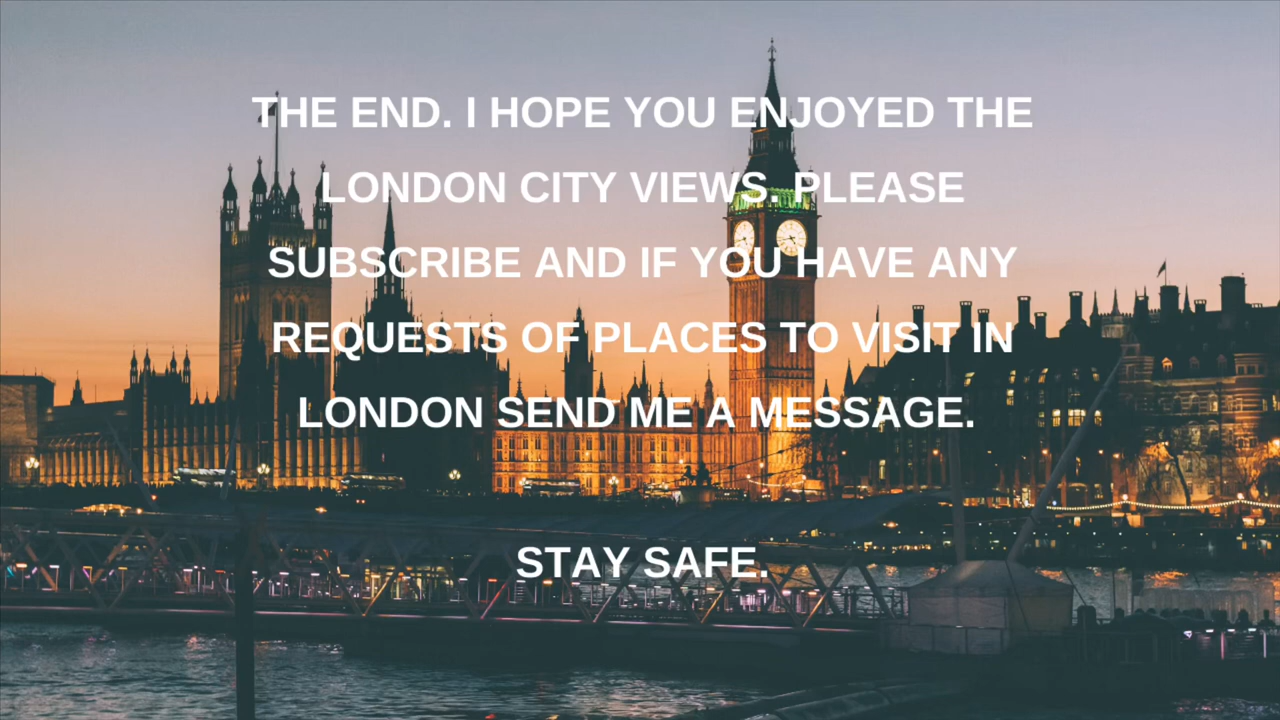 THE END. I HOPE YOU ENJOYED THE
LONDON CITY VIEWS. PLEASE
SUBSCRIBE AND IF YOU HAVE ANY
REQUESTS OF PLACES TO VISIT IN
LONDON SEND ME A MESSAGE.
STAY SAFE.